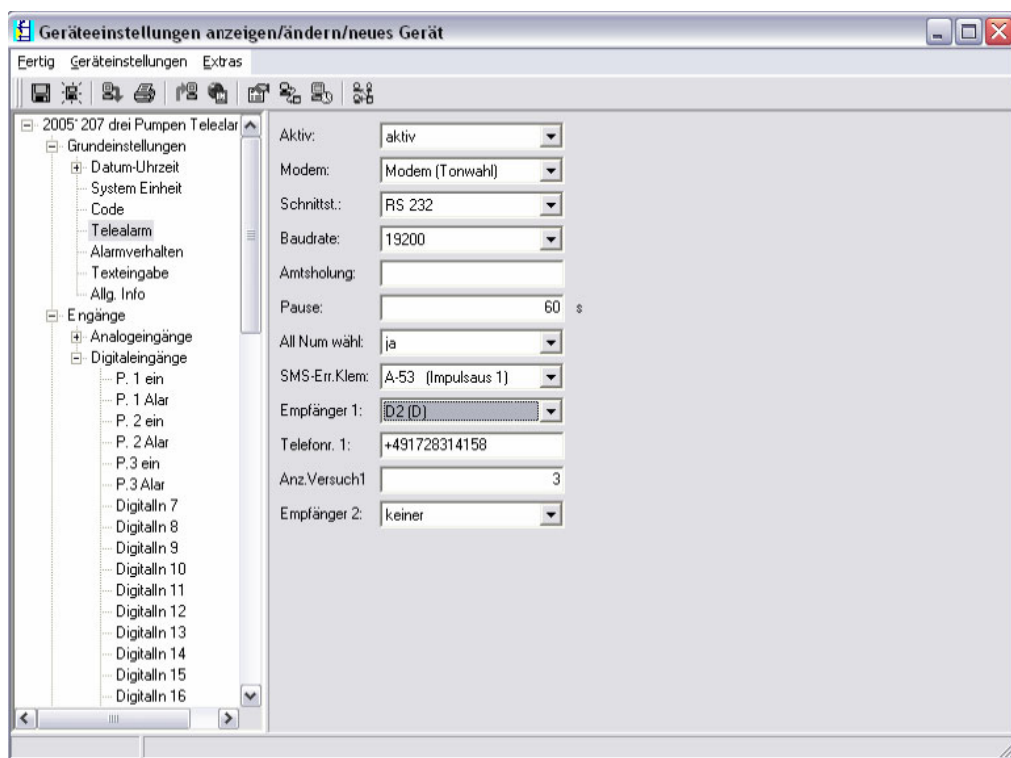 Geräteeinstellungen anzeigen/ändern/neues Gerät
Fertig Geräteinstellungen Extras
2005' 207 drei Pumpen Telealar
Grundeinstellungen
Datum-Uhrzeit
System Einheit
Code
Telealarm
Alarmverhalten
Texteingabe
Allg. Info
Eingänge
Analogeingänge
Digitaleingänge
P. 1 ein
P. 1 Alar
P. 2 ein
P. 2 Alar
P.3 ein
P.3 Alar
DigitalIn 7
DigitalIn 8
DigitalIn 9
DigitalIn 10
DigitalIn 11
DigitalIn 12
DigitalIn 13
DigitalIn 14
DigitalIn 15
DigitalIn 16
Aktiv: aktiv
Modem: Modem (Tonwahl)
Schnittst.: RS 232
Baudrate: 19200
Amtsholung:
Pause: 60 s
All Num wähl: ja
SMS-Err.Klem: A-53 (Impulsaus 1)
Empfänger 1: D2 (D)
Telefonr. 1: +491728314158
Anz.Versuch1 3
Empfänger 2: keiner